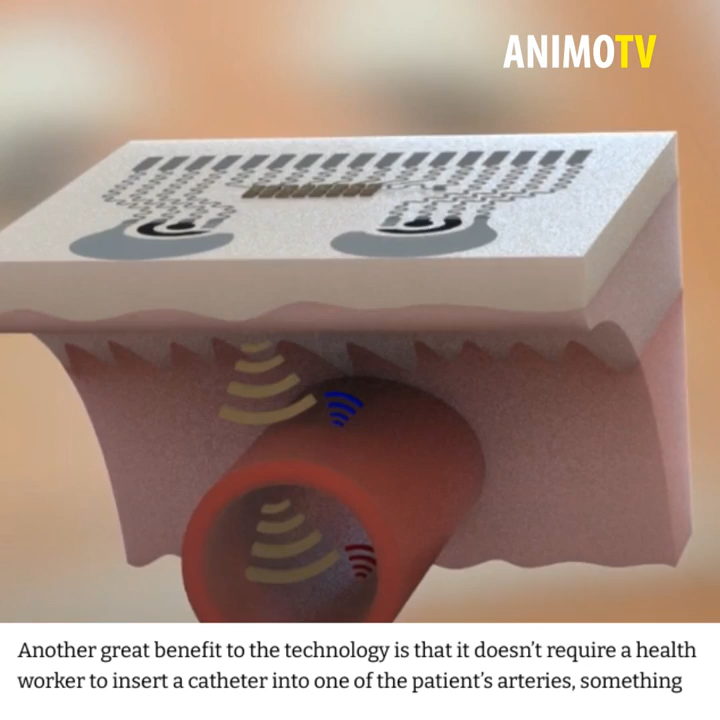 ANIMOTV
Another great benefit to the technology is that it doesn't require a health
worker to insert a catheter into one of the patient's arteries, something